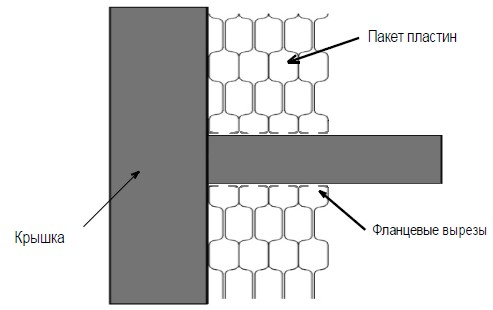 Пакет пластин
Крышка
Фланцевые вырезы